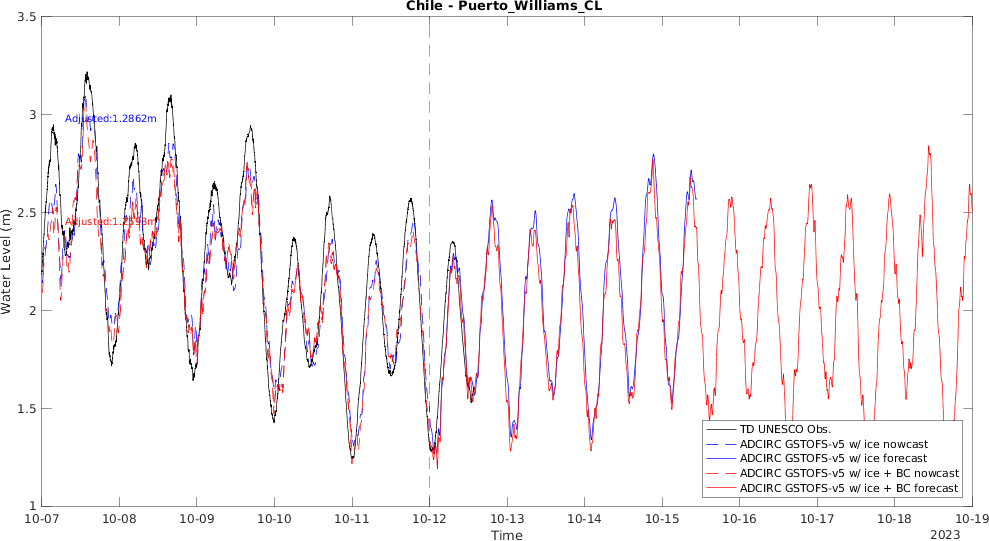 Chile - Puerto_Williams_CL
3.5
3
2.5
2
1.5
1
Water Level (m)
Adjusted:1.2862m
TD UNESCO Obs.
ADCIRC GSTOFS-v5 w/ ice nowcast
ADCIRC GSTOFS-v5 w/ ice forecast
ADCIRC GSTOFS-v5 w/ ice + BC nowcast
ADCIRC GSTOFS-v5 w/ ice + BC forecast
10-07 10-08 10-09 10-10 10-11 10-12 10-13 10-14 10-15 10-16 10-17 10-18 10-19
Time
2023